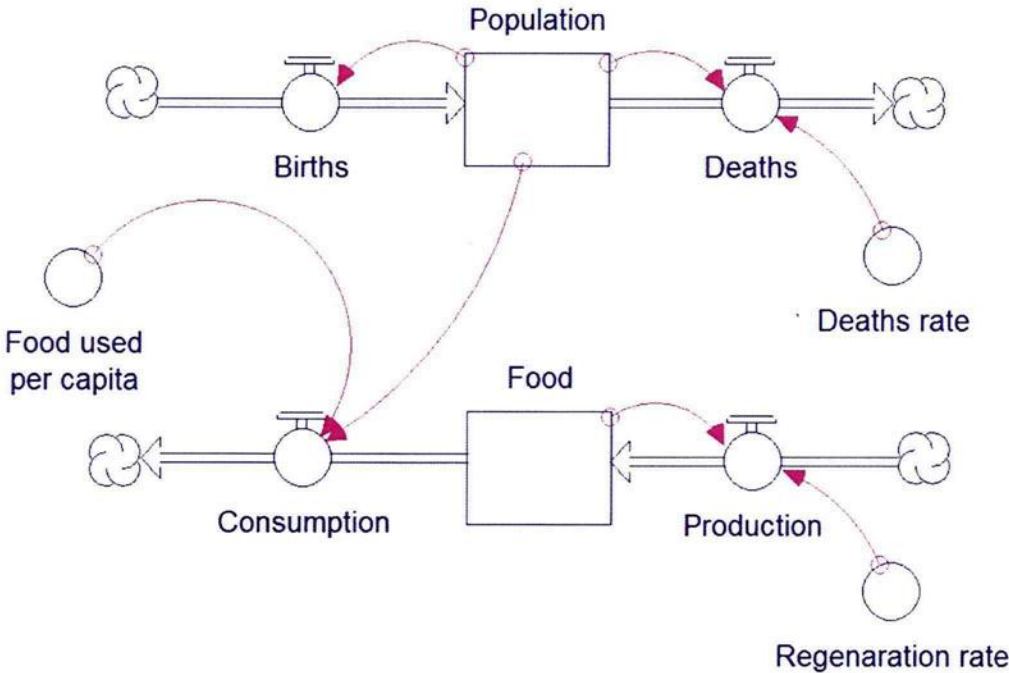 Population
Births
Deaths
Deaths rate
Food used
per capita
Food
Consumption
Production
Regenaration rate